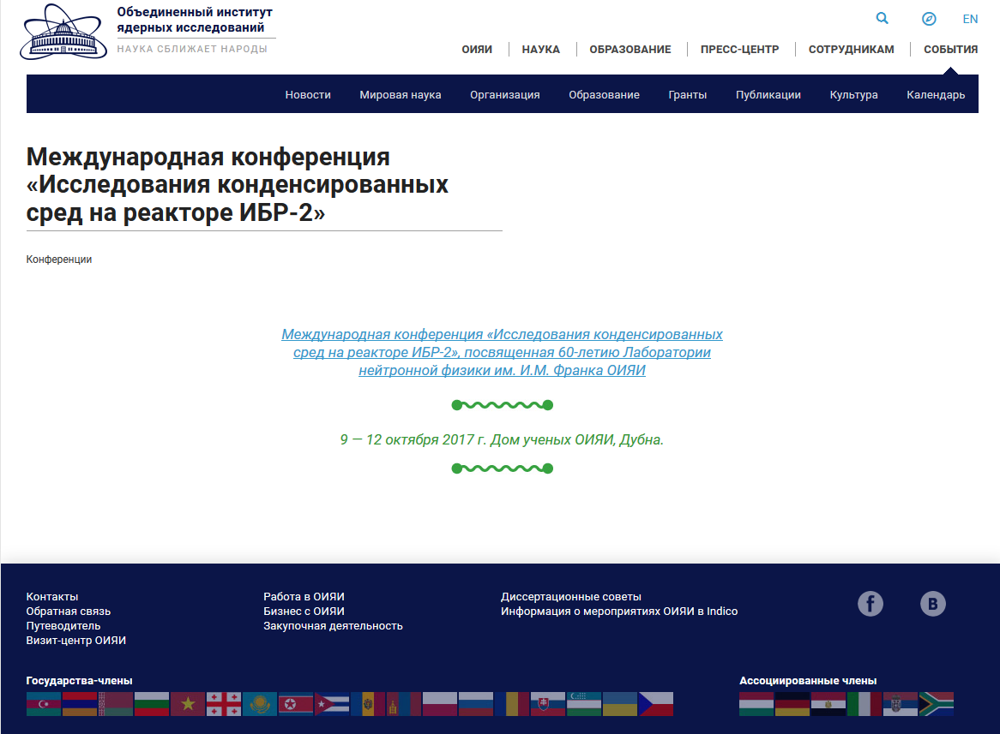 Объединенный институт
ядерных исследований
НАУКА СБЛИЖАЕТ НАРОДЫ
EN
ОИЯИ
НАУКА
ОБРАЗОВАНИЕ
ПРЕСС-ЦЕНТР
СОТРУДНИКАМ
СОБЫТИЯ
Новости
Мировая наука
Организация
Образование
Гранты
Публикации
Культура
Календарь
Международная конференция
«Исследования конденсированных
сред на реакторе ИБР-2»
Конференции
Международная конференция «Исследования конденсированных
сред на реакторе ИБР-2», посвященная 60-летию Лаборатории
нейтронной физики им. И.М. Франка ОИЯИ
9 — 12 октября 2017 г. Дом ученых ОИЯИ, Дубна.
Контакты
Обратная связь
Путеводитель
Визит-центр ОИЯИ
Работа в ОИЯИ
Бизнес с ОИЯИ
Закупочная деятельность
Диссертационные советы
Информация о мероприятиях ОИЯИ в Indico
f
B
Государства-члены
Ассоциированные члены